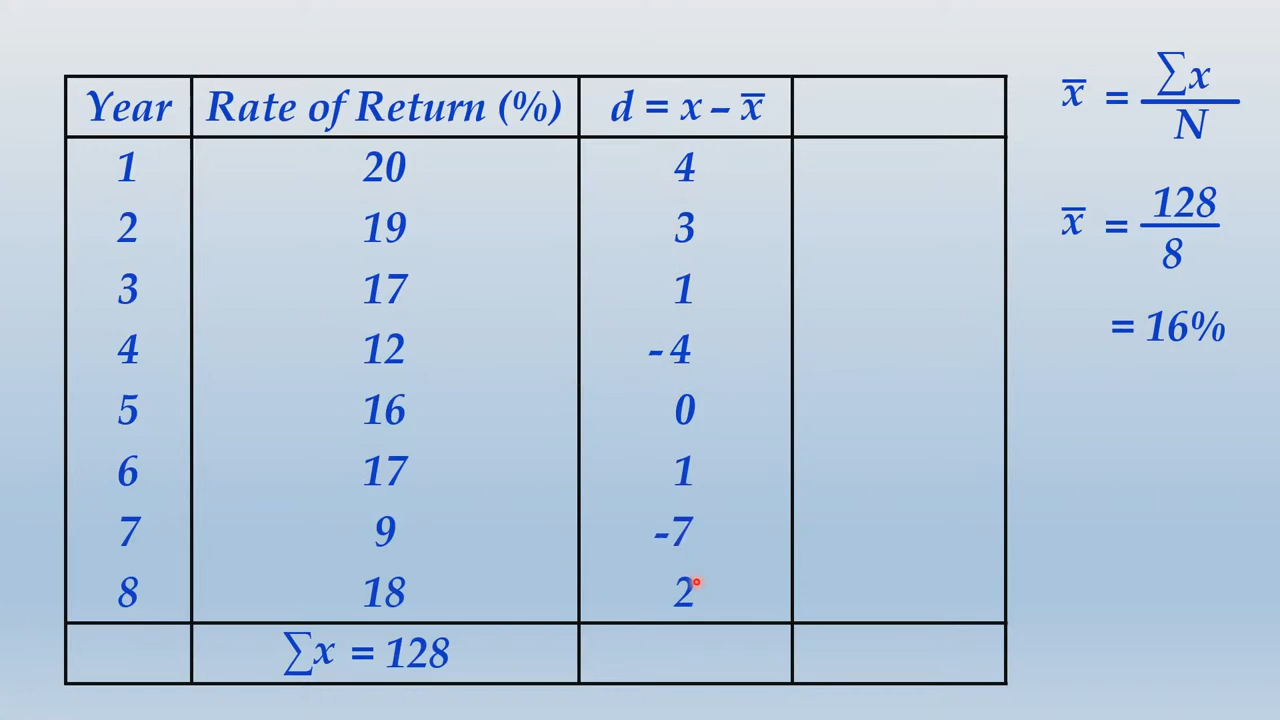 Year Rate of Return (%) d = x – x̅
1 20 4
2 19 3
3 17 1
4 12 -4
5 16 0
6 17 1
7 9 -7
8 18 2
∑x = 128
x̅ = ∑x / N
x̅ = 128 / 8
= 16%